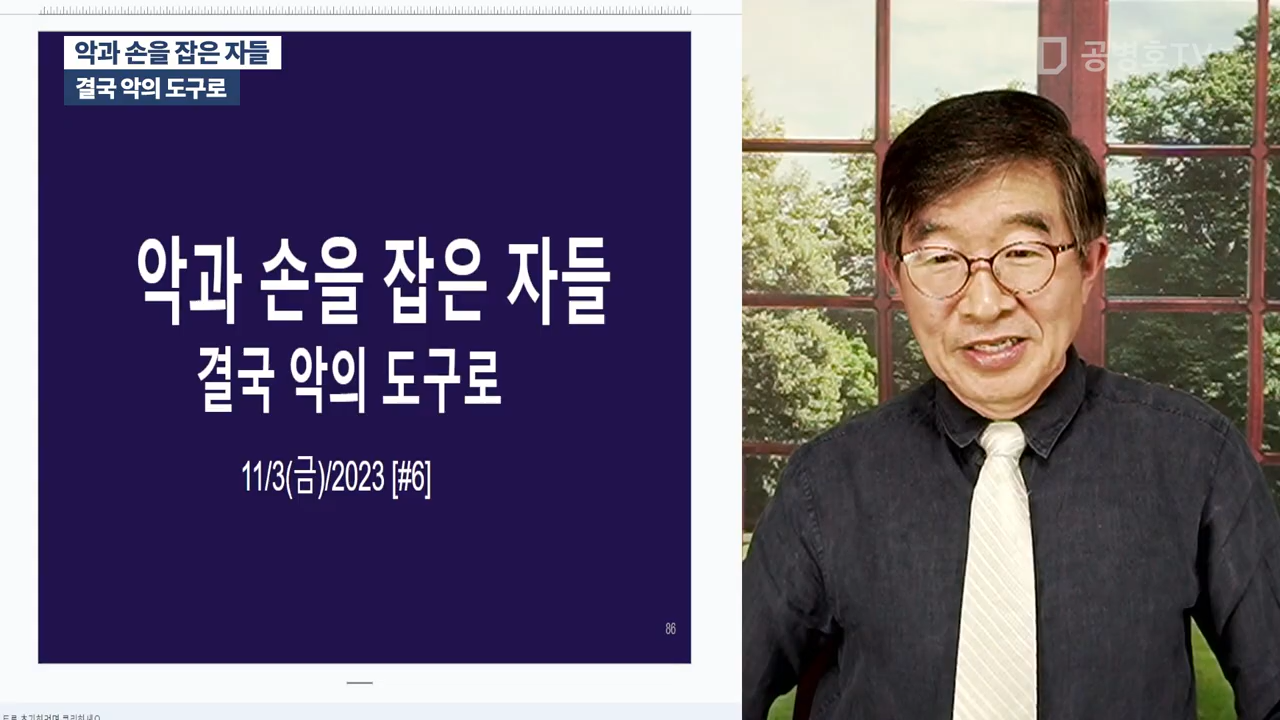 악과 손을 잡은 자들
결국 악의 도구로
공병호TV
악과 손을 잡은 자들
결국 악의 도구로
11/3(금)/2023 [#6]
86